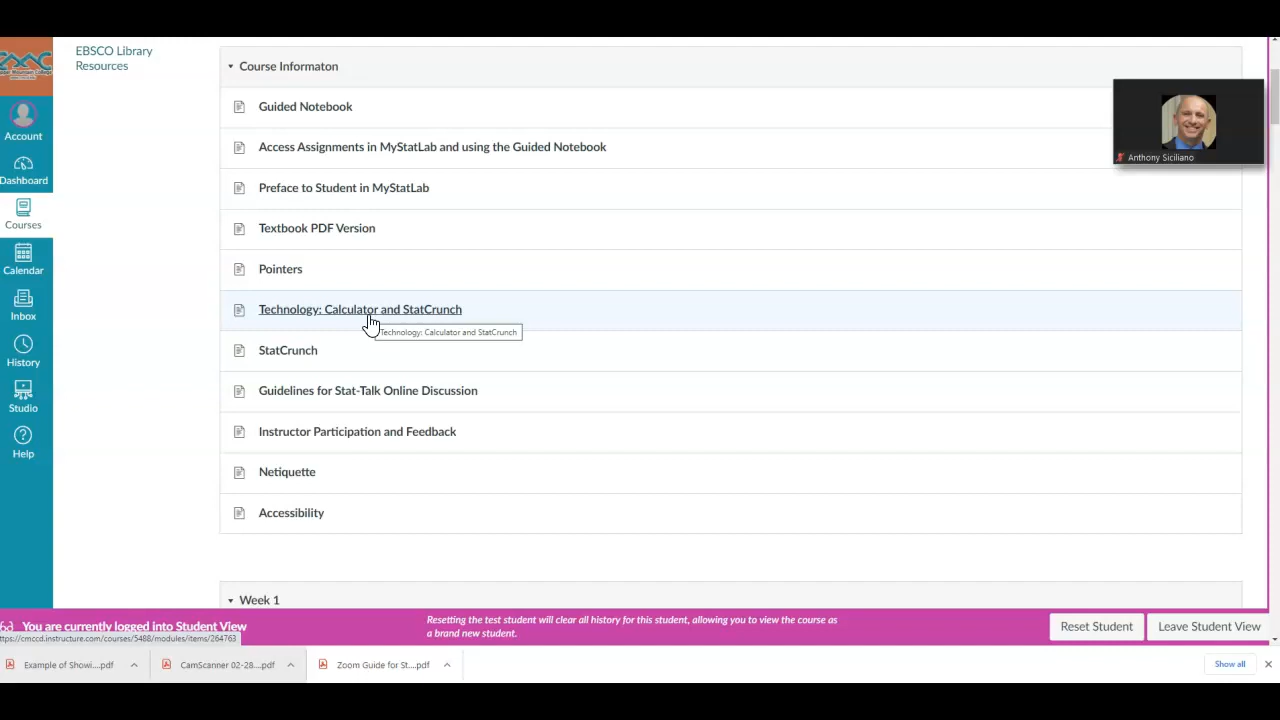 EBSCO Library
Resources
Course Informaton
Guided Notebook
Access Assignments in MyStatLab and using the Guided Notebook
Preface to Student in MyStatLab
Textbook PDF Version
Pointers
Technology: Calculator and StatCrunch
Technology: Calculator and StatCrunch
StatCrunch
Guidelines for Stat-Talk Online Discussion
Instructor Participation and Feedback
Netiquette
Accessibility
Week 1
Account
Dashboard
Courses
Calendar
Inbox
History
Studio
Help
Anthony Siciliano
You are currently logged into Student View
ttps://cmccd.instructure.com/courses/5488/modules/items/264763
Resetting the test student will clear all history for this student, allowing you to view the course as
a brand new student.
Reset Student
Leave Student View
Example of Showi....pdf
CamScanner 02-28....pdf
Zoom Guide for St....pdf
Show all